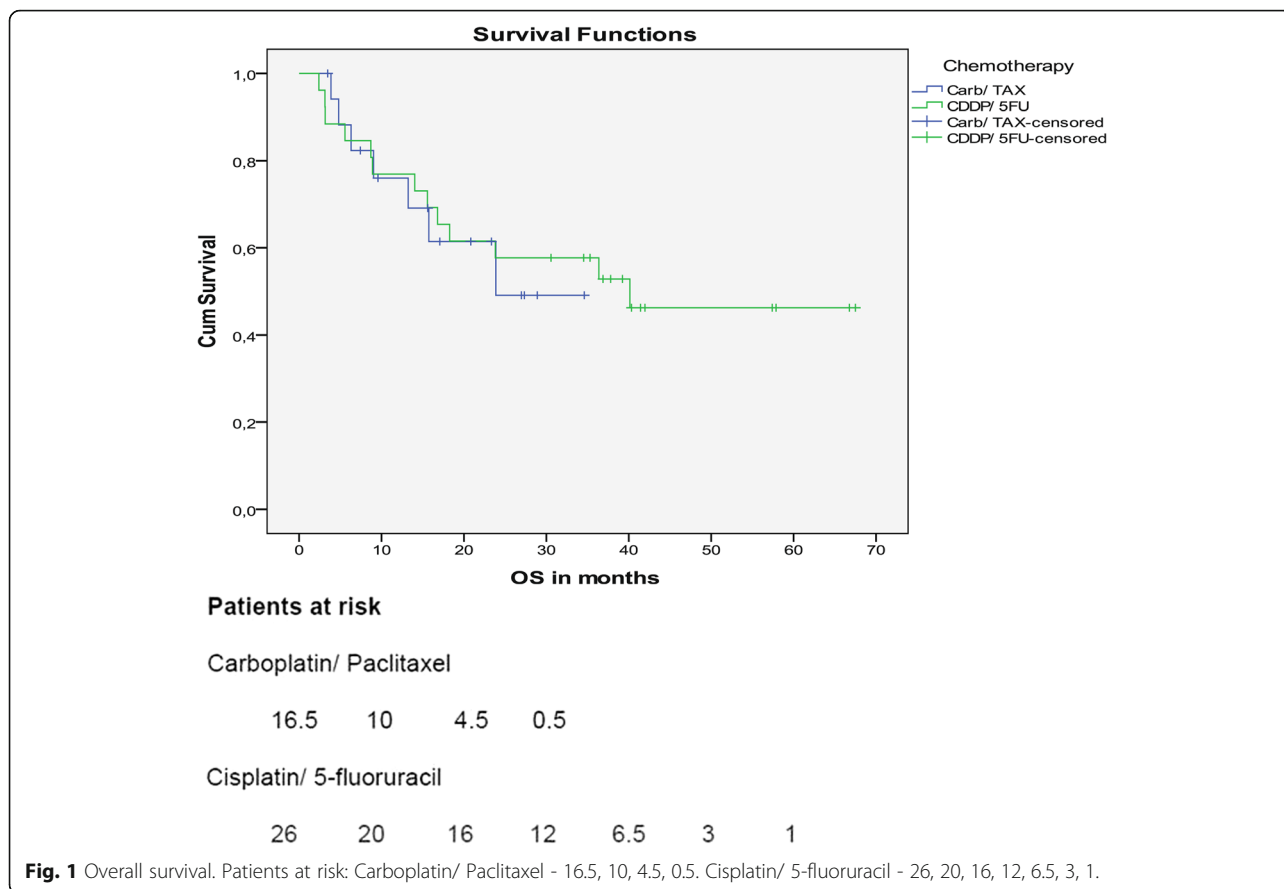 Survival Functions
Chemotherapy
Carb/ TAX
CDDP/ 5FU
Carb/ TAX-censored
CDDP/ 5FU-censored
Cum Survival
1,0
0,8
0,6
0,4
0,2
0,0
0 10 20 30 40 50 60 70
OS in months
Patients at risk
Carboplatin/ Paclitaxel
16.5 10 4.5 0.5
Cisplatin/ 5-fluoruracil
26 20 16 12 6.5 3 1
Fig. 1 Overall survival. Patients at risk: Carboplatin/ Paclitaxel - 16.5, 10, 4.5, 0.5. Cisplatin/ 5-fluoruracil - 26, 20, 16, 12, 6.5, 3, 1.